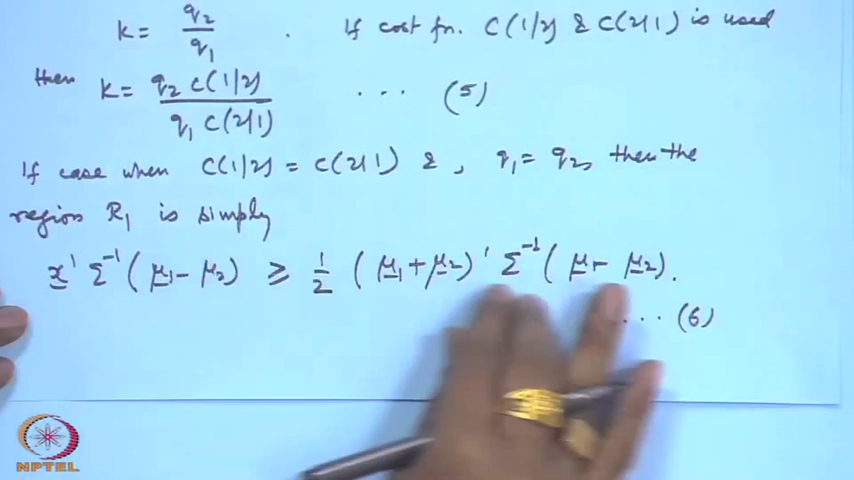 k = q₂ / q₁ . If cost fn. C(1/2) & C(2/1) is used
then k = q₂ C(1/2) / q₁ C(2/1) ... (5)
If case when C(1/2) = C(2/1) & , q₁ = q₂, then the
region R₁ is simply
x' Σ⁻¹ (μ₁ - μ₂) ≥ 1/2 (μ₁ + μ₂)' Σ⁻¹ (μ₁ - μ₂).
... (6)
NPTEL